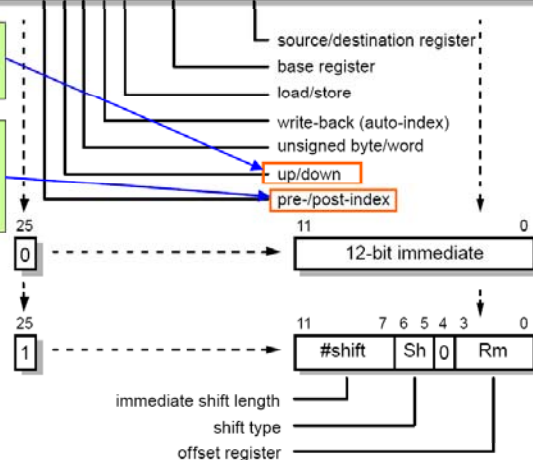 source/destination register
base register
load/store
write-back (auto-index)
unsigned byte/word
up/down
pre-/post-index
25 11 0
0 12-bit immediate
25 11 7 6 5 4 3 0
1 #shift Sh 0 Rm
immediate shift length
shift type
offset register